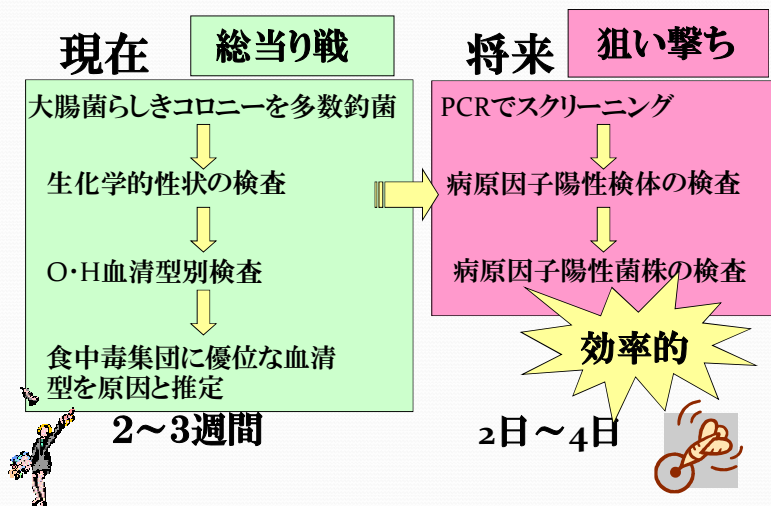 現在
総当り戦
大腸菌らしきコロニーを多数釣菌
生化学的性状の検査
O・H血清型別検査
食中毒集団に優位な血清
型を原因と推定
2～3週間
将来
狙い撃ち
PCRでスクリーニング
病原因子陽性検体の検査
病原因子陽性菌株の検査
効率的
2日～4日